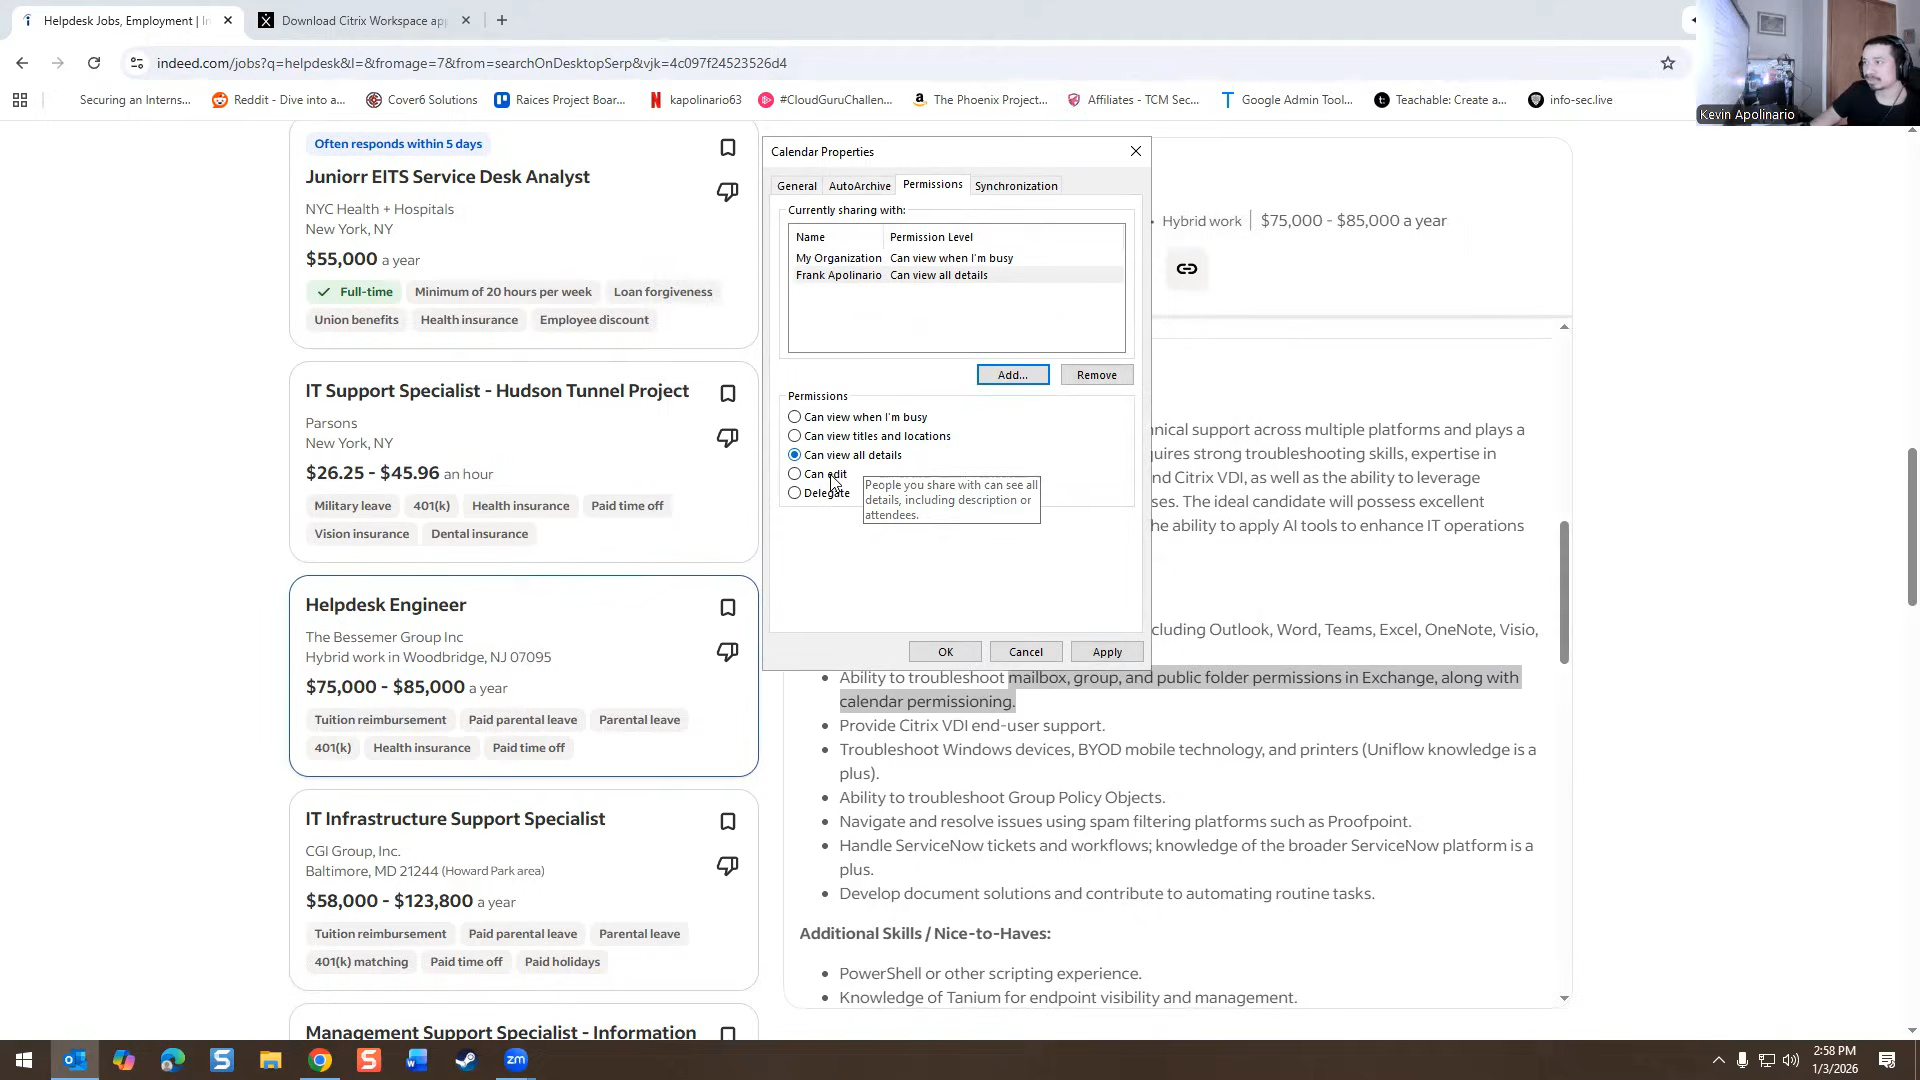 Helpdesk Jobs, Employment | In
Download Citrix Workspace app
indeed.com/jobs?q=helpdesk&l=&fromage=7&from=searchOnDesktopSerp&vjk=4c097f24523526d4
Securing an Interns...
Reddit - Dive into a...
Cover6 Solutions
Raices Project Boar...
kapolinario63
#CloudGuruChallen...
The Phoenix Project...
Affiliates - TCM Sec...
Google Admin Tool...
Teachable: Create a...
info-sec.live
Kevin Apolinario
Often responds within 5 days
Juniorr EITS Service Desk Analyst
NYC Health + Hospitals
New York, NY
$55,000 a year
Full-time
Minimum of 20 hours per week
Loan forgiveness
Union benefits
Health insurance
Employee discount
IT Support Specialist - Hudson Tunnel Project
Parsons
New York, NY
$26.25 - $45.96 an hour
Military leave
401(k)
Health insurance
Paid time off
Vision insurance
Dental insurance
Helpdesk Engineer
The Bessemer Group Inc
Hybrid work in Woodbridge, NJ 07095
$75,000 - $85,000 a year
Tuition reimbursement
Paid parental leave
Parental leave
401(k)
Health insurance
Paid time off
IT Infrastructure Support Specialist
CGI Group, Inc.
Baltimore, MD 21244 (Howard Park area)
$58,000 - $123,800 a year
Tuition reimbursement
Paid parental leave
Parental leave
401(k) matching
Paid time off
Paid holidays
Management Support Specialist - Information
Calendar Properties
General
AutoArchive
Permissions
Synchronization
Currently sharing with:
Name
Permission Level
My Organization
Can view when I'm busy
Frank Apolinario
Can view all details
Add...
Remove
Permissions
Can view when I'm busy
Can view titles and locations
Can view all details
Can edit
Delegate
People you share with can see all
details, including description or
attendees.
OK
Cancel
Apply
Hybrid work
$75,000 - $85,000 a year
nical support across multiple platforms and plays a
uires strong troubleshooting skills, expertise in
nd Citrix VDI, as well as the ability to leverage
ses. The ideal candidate will possess excellent
he ability to apply AI tools to enhance IT operations
cluding Outlook, Word, Teams, Excel, OneNote, Visio,
Ability to troubleshoot mailbox, group, and public folder permissions in Exchange, along with
calendar permissioning.
Provide Citrix VDI end-user support.
Troubleshoot Windows devices, BYOD mobile technology, and printers (Uniflow knowledge is a
plus).
Ability to troubleshoot Group Policy Objects.
Navigate and resolve issues using spam filtering platforms such as Proofpoint.
Handle ServiceNow tickets and workflows; knowledge of the broader ServiceNow platform is a
plus.
Develop document solutions and contribute to automating routine tasks.
Additional Skills / Nice-to-Haves:
PowerShell or other scripting experience.
Knowledge of Tanium for endpoint visibility and management.
zm
2:58 PM
1/3/2026